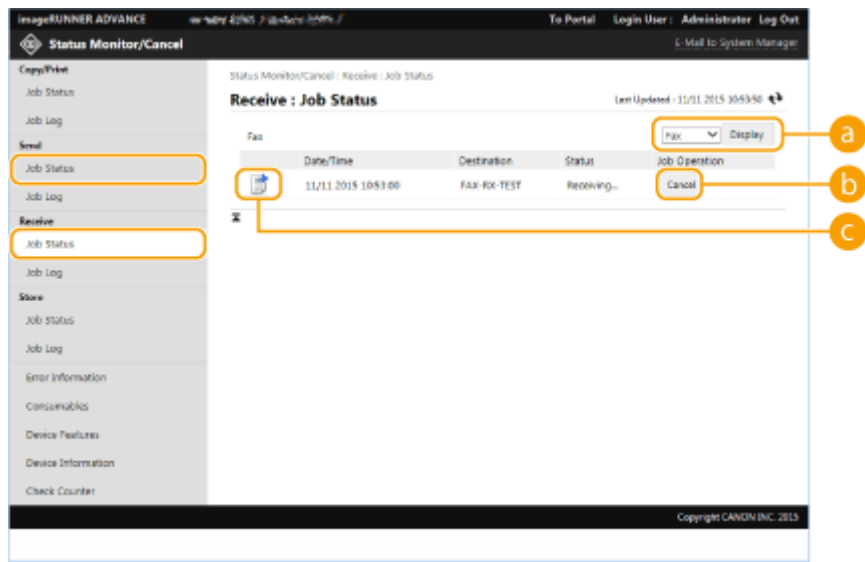 imageRUNNER ADVANCE
To Portal Login User : Administrator Log Out
Status Monitor/Cancel
E-Mail to System Manager
Copy/Print
Job Status
Job Log
Send
Job Status
Job Log
Receive
Job Status
Job Log
Store
Job Status
Job Log
Error Information
Consumables
Device Features
Device Information
Check Counter
Status Monitor/Cancel : Receive : Job Status
Receive : Job Status
Last Updated : 11/11 2015 10:53:50
Fax
Fax Display
Date/Time Destination Status Job Operation
11/11 2015 10:53:00 FAX-RX-TEST Receiving... Cancel
a
b
c
Copyright CANON INC. 2015